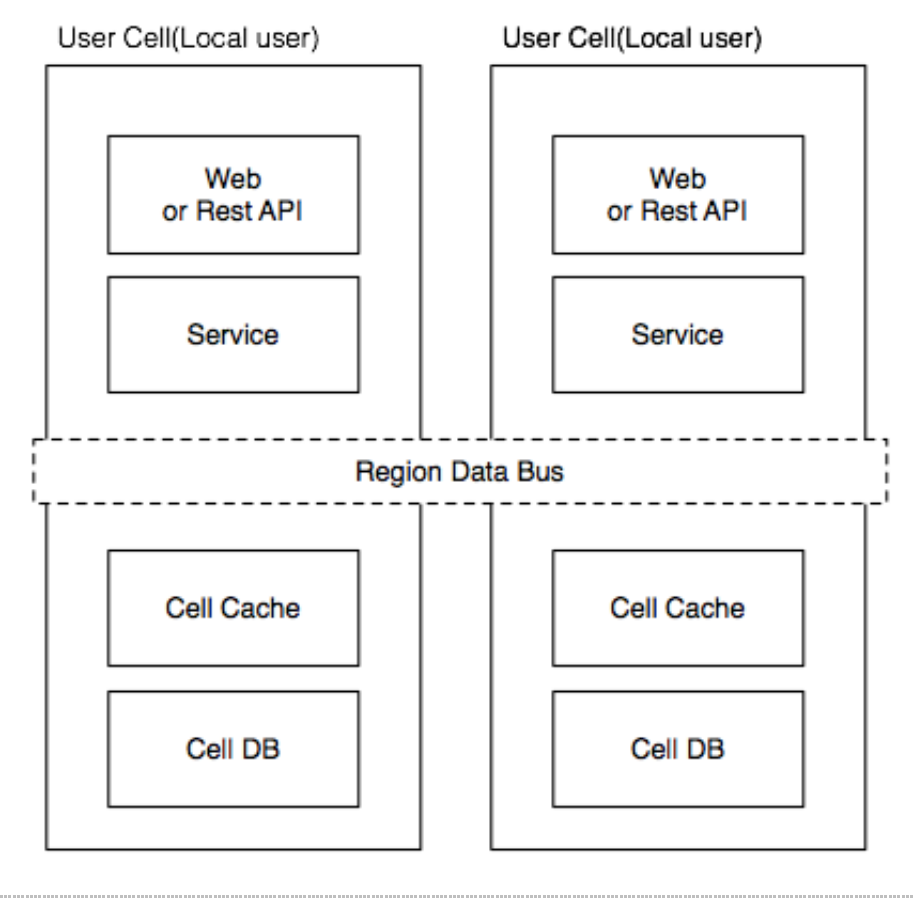 User Cell(Local user)
User Cell(Local user)
Web
or Rest API
Web
or Rest API
Service
Service
Region Data Bus
Cell Cache
Cell Cache
Cell DB
Cell DB